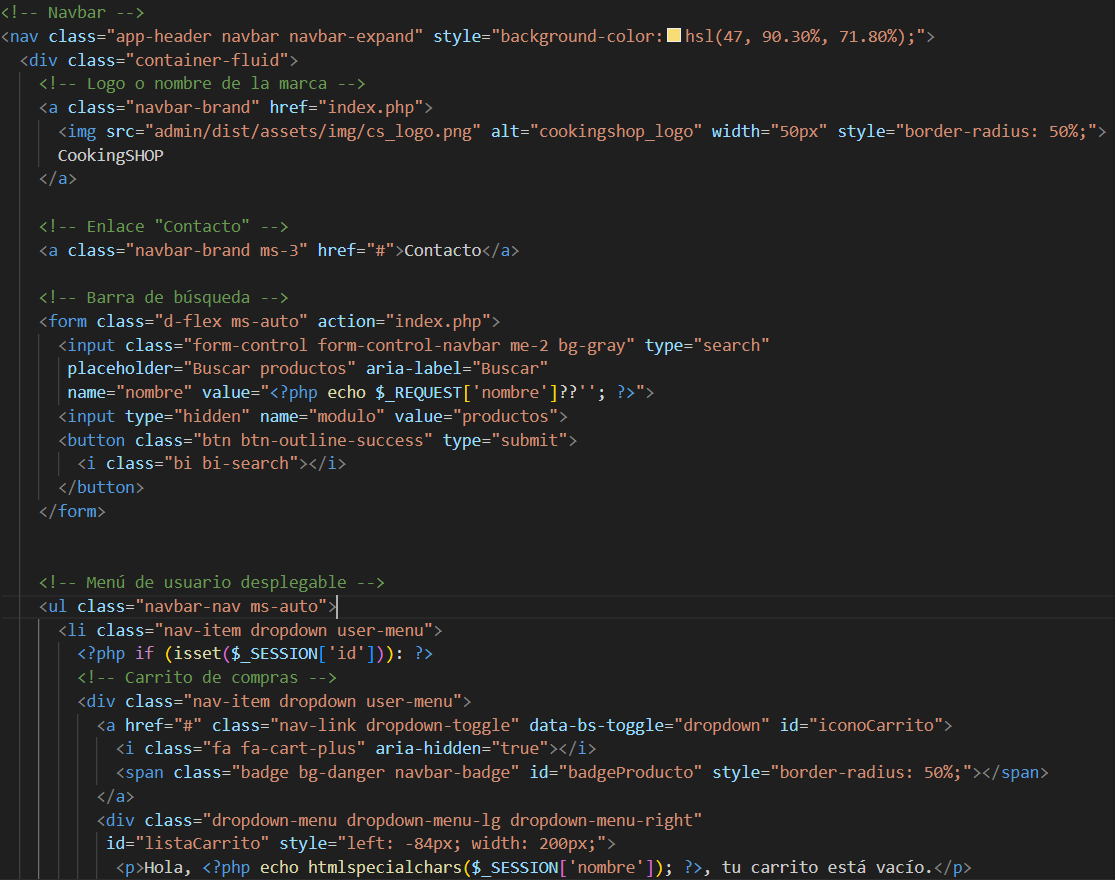 <!-- Navbar -->
<nav class="app-header navbar navbar-expand" style="background-color: hsl(47, 90.30%, 71.80%);">
  <div class="container-fluid">
    <!-- Logo o nombre de la marca -->
    <a class="navbar-brand" href="index.php">
      <img src="admin/dist/assets/img/cs_logo.png" alt="cookingshop_logo" width="50px" style="border-radius: 50%;">
      CookingSHOP
    </a>

    <!-- Enlace "Contacto" -->
    <a class="navbar-brand ms-3" href="#">Contacto</a>

    <!-- Barra de búsqueda -->
    <form class="d-flex ms-auto" action="index.php">
      <input class="form-control form-control-navbar me-2 bg-gray" type="search"
       placeholder="Buscar productos" aria-label="Buscar"
       name="nombre" value="<?php echo $_REQUEST['nombre']??''; ?>">
      <input type="hidden" name="modulo" value="productos">
      <button class="btn btn-outline-success" type="submit">
        <i class="bi bi-search"></i>
      </button>
    </form>


    <!-- Menú de usuario desplegable -->
    <ul class="navbar-nav ms-auto">
      <li class="nav-item dropdown user-menu">
        <?php if (isset($_SESSION['id'])): ?>
        <!-- Carrito de compras -->
        <div class="nav-item dropdown user-menu">
          <a href="#" class="nav-link dropdown-toggle" data-bs-toggle="dropdown" id="iconoCarrito">
            <i class="fa fa-cart-plus" aria-hidden="true"></i>
            <span class="badge bg-danger navbar-badge" id="badgeProducto" style="border-radius: 50%;"></span>
          </a>
          <div class="dropdown-menu dropdown-menu-lg dropdown-menu-right"
           id="listaCarrito" style="left: -84px; width: 200px;">
            <p>Hola, <?php echo htmlspecialchars($_SESSION['nombre']); ?>, tu carrito está vacío.</p>